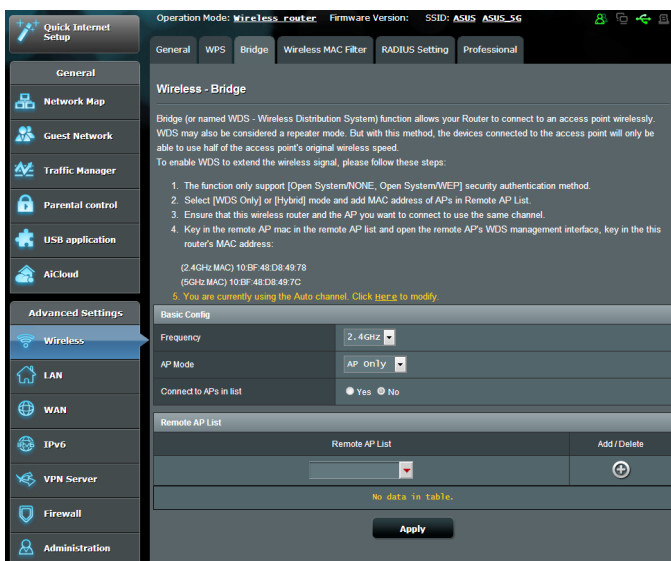 Quick Internet
Setup
Operation Mode: Wireless router Firmware Version: SSID: ASUS ASUS_5G
General WPS Bridge Wireless MAC Filter RADIUS Setting Professional
General
Network Map
Guest Network
Traffic Manager
Parental control
USB application
AiCloud
Advanced Settings
Wireless
LAN
WAN
IPv6
VPN Server
Firewall
Administration
Wireless - Bridge
Bridge (or named WDS - Wireless Distribution System) function allows your Router to connect to an access point wirelessly.
WDS may also be considered a repeater mode. But with this method, the devices connected to the access point will only be
able to use half of the access point's original wireless speed.
To enable WDS to extend the wireless signal, please follow these steps:
1. The function only support [Open System/NONE, Open System/WEP] security authentication method.
2. Select [WDS Only] or [Hybrid] mode and add MAC address of APs in Remote AP List.
3. Ensure that this wireless router and the AP you want to connect to use the same channel.
4. Key in the remote AP mac in the remote AP list and open the remote AP's WDS management interface, key in the this
router's MAC address:
(2.4GHz MAC) 10:BF:48:D8:49:78
(5GHz MAC) 10:BF:48:D8:49:7C
5. You are currently using the Auto channel. Click Here to modify.
Basic Config
Frequency 2.4GHz
AP Mode AP Only
Connect to APs in list Yes No
Remote AP List
Remote AP List Add / Delete
No data in table.
Apply